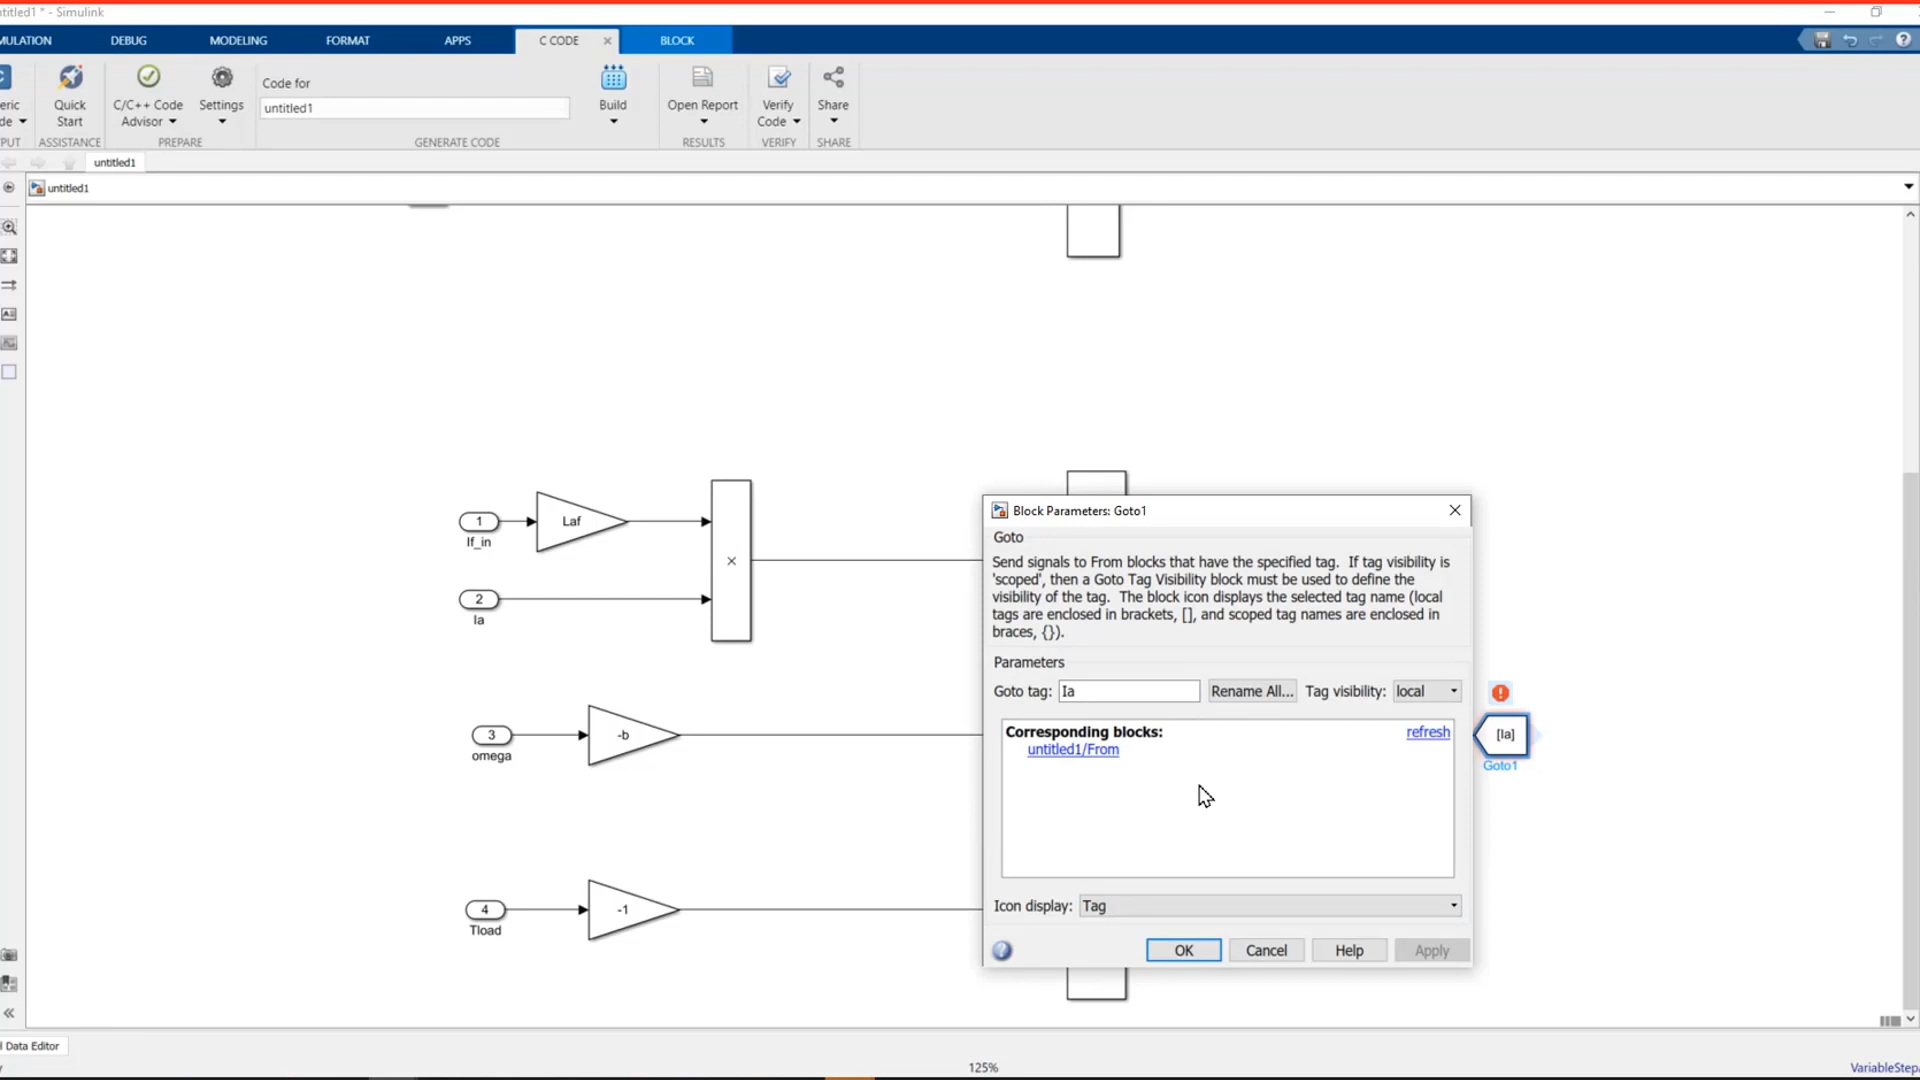 ntitled1 * - Simulink
MULATION DEBUG MODELING FORMAT APPS C CODE × BLOCK
eric
de
Quick
Start
C/C++ Code
Advisor
Settings
Code for
untitled1
Build
Open Report
Verify
Code
Share
PUT ASSISTANCE PREPARE GENERATE CODE RESULTS VERIFY SHARE
untitled1
untitled1
1
If_in
Laf
2
Ia
×
3
omega
-b
4
Tload
-1
Block Parameters: Goto1
Goto
Send signals to From blocks that have the specified tag. If tag visibility is
'scoped', then a Goto Tag Visibility block must be used to define the
visibility of the tag. The block icon displays the selected tag name (local
tags are enclosed in brackets, [], and scoped tag names are enclosed in
braces, {}).
Parameters
Goto tag: Ia Rename All... Tag visibility: local
Corresponding blocks: refresh
untitled1/From
Icon display: Tag
OK Cancel Help Apply
[Ia]
Goto1
l Data Editor
125%
VariableStep